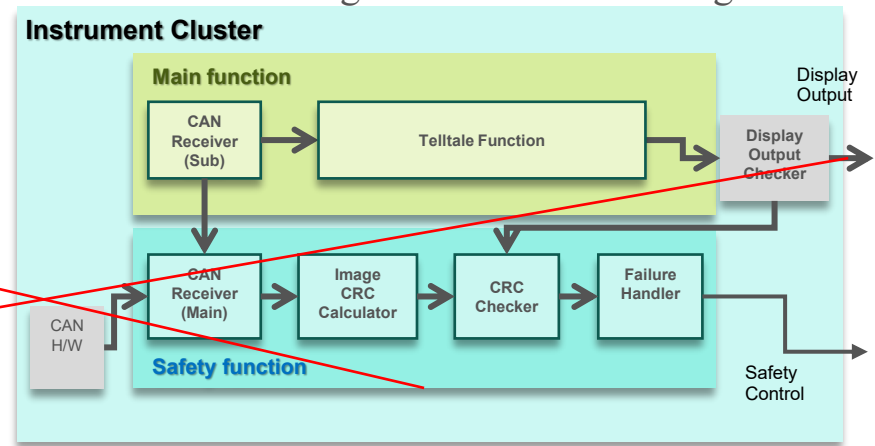 Instrument Cluster
Main function
Display
Output
CAN
Receiver
(Sub)
Telltale Function
Display
Output
Checker
CAN
Receiver
(Main)
Image
CRC
Calculator
CRC
Checker
Failure
Handler
CAN
H/W
Safety function
Safety
Control